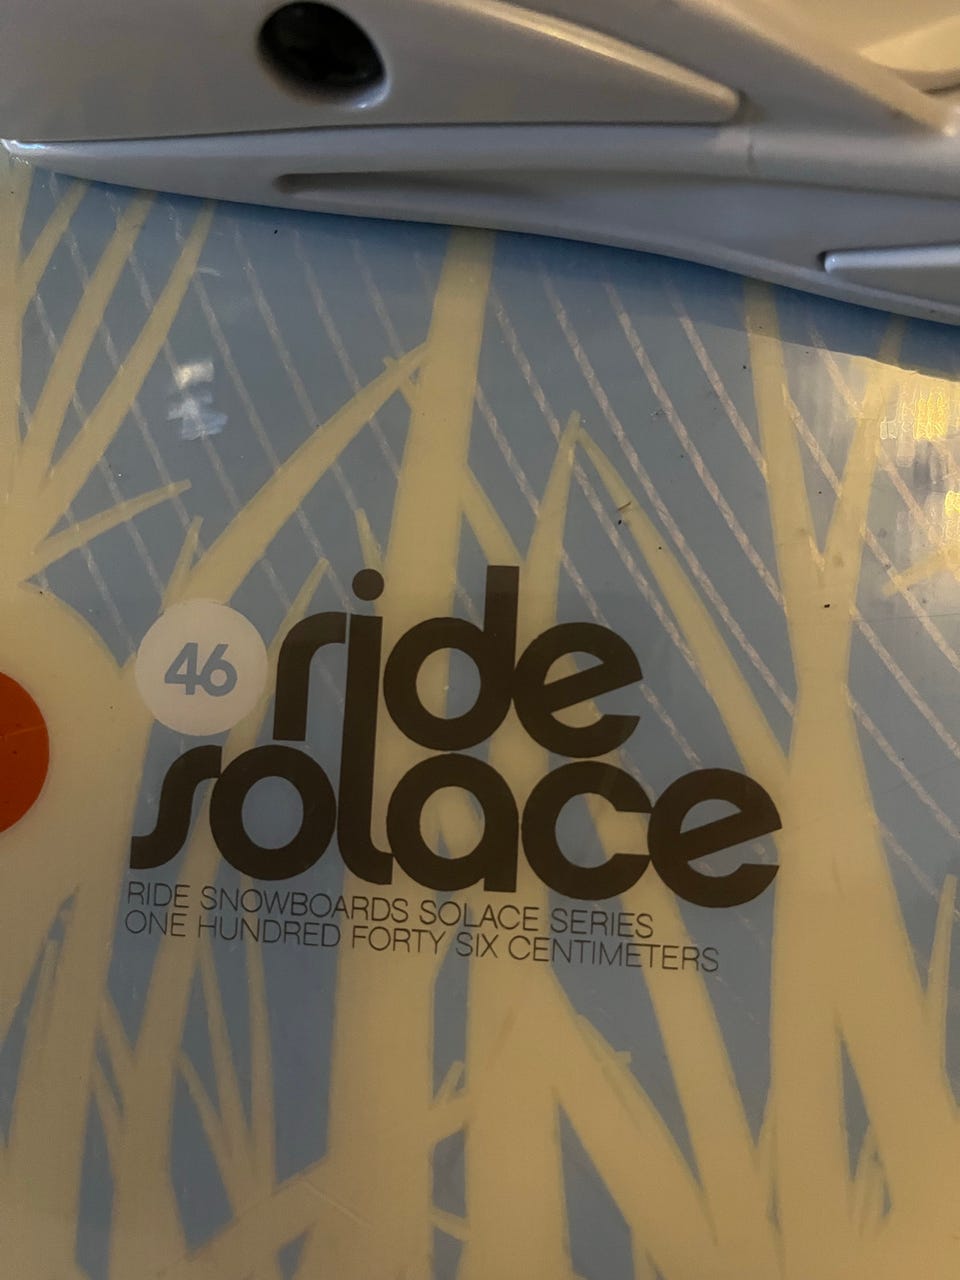 46
ride
solace
RIDE SNOWBOARDS SOLACE SERIES
ONE HUNDRED FORTY SIX CENTIMETERS